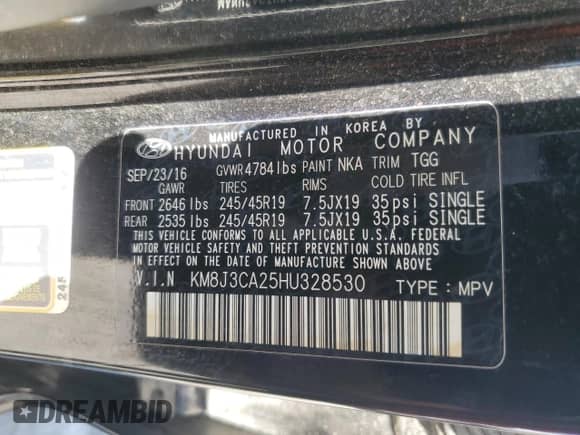 MANUFACTURED IN KOREA BY
HYUNDAI MOTOR COMPANY
SEP/23/16 GVWR 4784lbs PAINT NKA TRIM TGG
GAWR TIRES RIMS COLD TIRE INFL
FRONT 2646 lbs 245/45R19 7.5JX19 35psi SINGLE
REAR 2535 lbs 245/45R19 7.5JX19 35psi SINGLE
THIS VEHICLE CONFORMS TO ALL APPLICABLE U.S.A. FEDERAL
MOTOR VEHICLE SAFETY AND THEFT PREVENTION STANDARDS
IN EFFECT ON THE DATE OF MANUFACTURE SHOWN ABOVE.
V.I.N KM8J3CA25HU328530 TYPE : MPV
245
DREAMBID